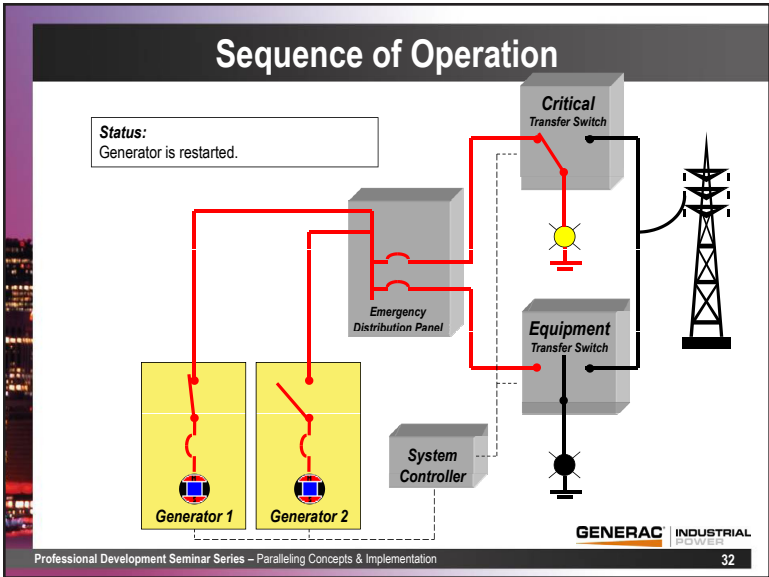 Sequence of Operation
Status:
Generator is restarted.
Critical
Transfer Switch
Emergency
Distribution Panel
Equipment
Transfer Switch
System
Controller
Generator 1
Generator 2
GENERAC INDUSTRIAL
POWER
Professional Development Seminar Series – Paralleling Concepts & Implementation
32